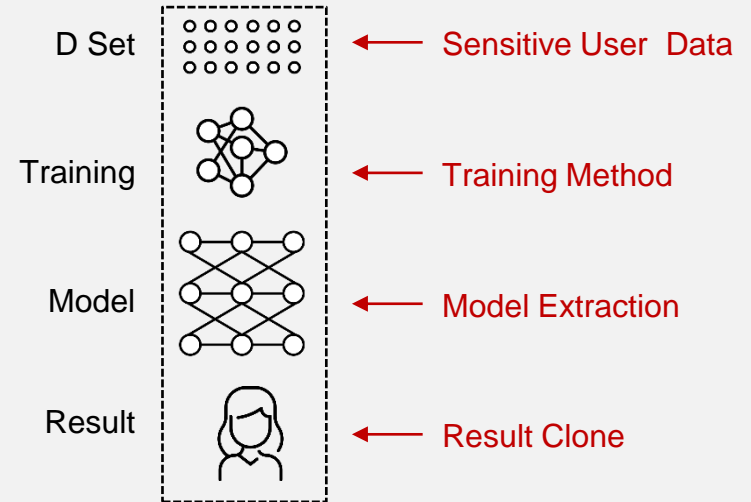 D Set
Sensitive User Data
Training
Training Method
Model
Model Extraction
Result
Result Clone